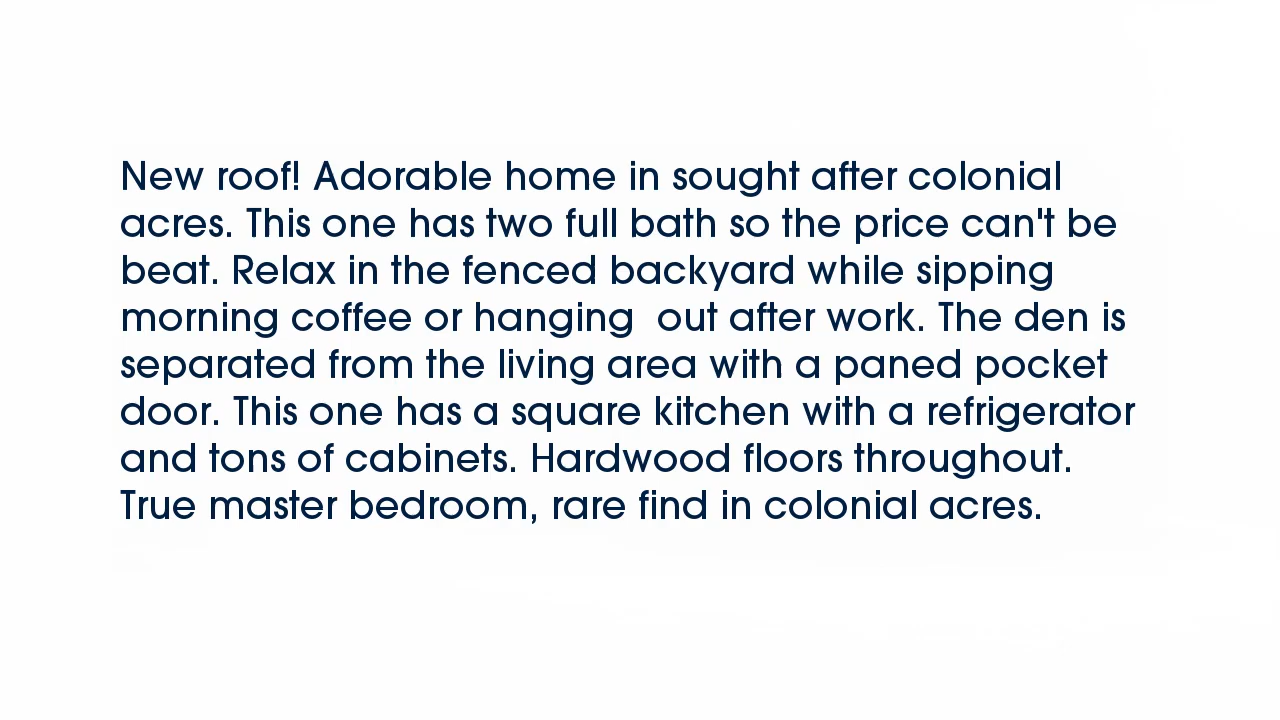 New roof! Adorable home in sought after colonial
acres. This one has two full bath so the price can't be
beat. Relax in the fenced backyard while sipping
morning coffee or hanging  out after work. The den is
separated from the living area with a paned pocket
door. This one has a square kitchen with a refrigerator
and tons of cabinets. Hardwood floors throughout.
True master bedroom, rare find in colonial acres.